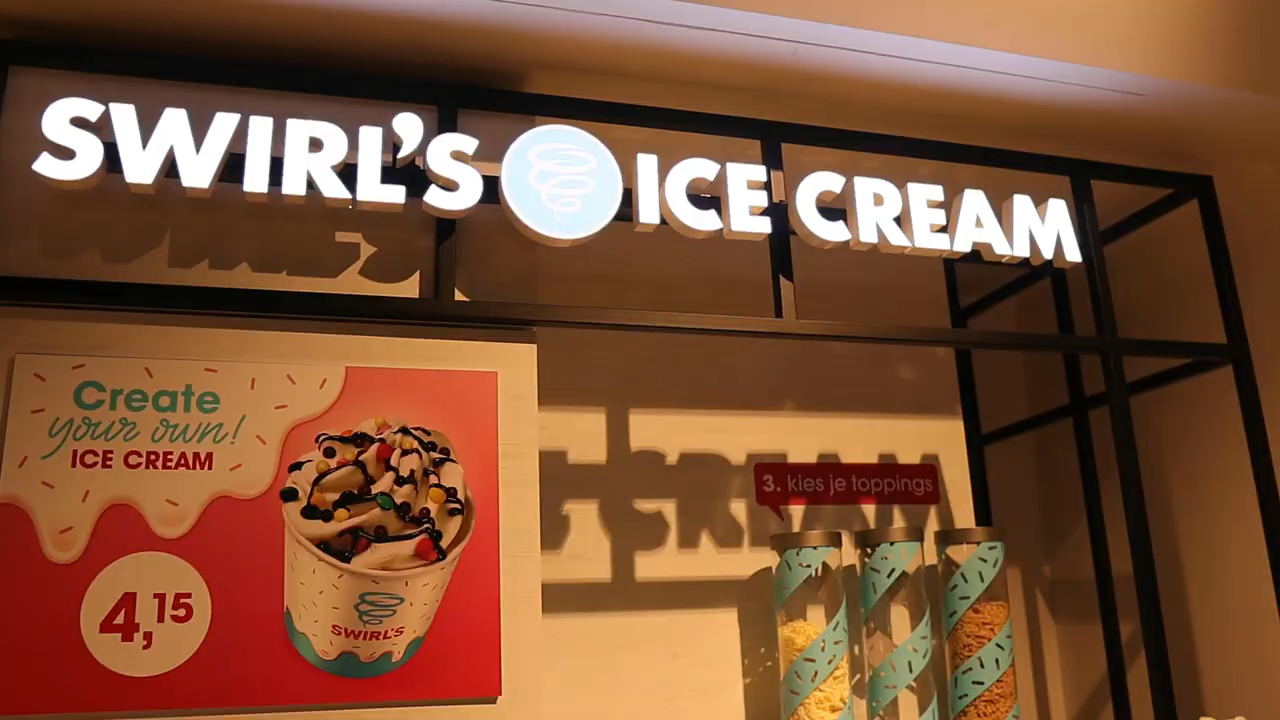 SWIRL'S ICE CREAM
Create
your own!
ICE CREAM
4,15
SWIRL'S
3. kies je toppings